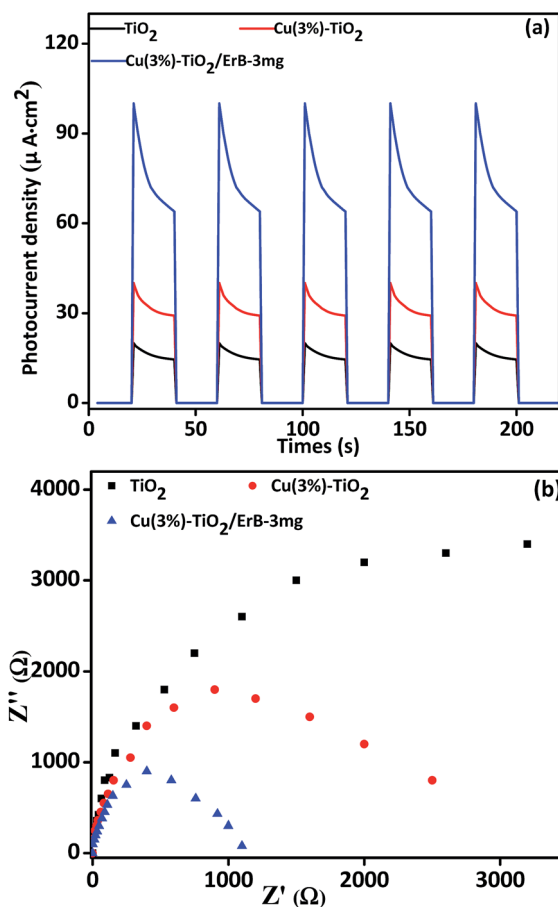 TiO2 Cu(3%)-TiO2 (a)
Cu(3%)-TiO2/ErB-3mg
Photocurrent density (μ A·cm²)
120
90
60
30
0
0 50 100 150 200
Times (s)
TiO2 Cu(3%)-TiO2 (b)
Cu(3%)-TiO2/ErB-3mg
Z'' (Ω)
4000
3000
2000
1000
0
0 1000 2000 3000
Z' (Ω)